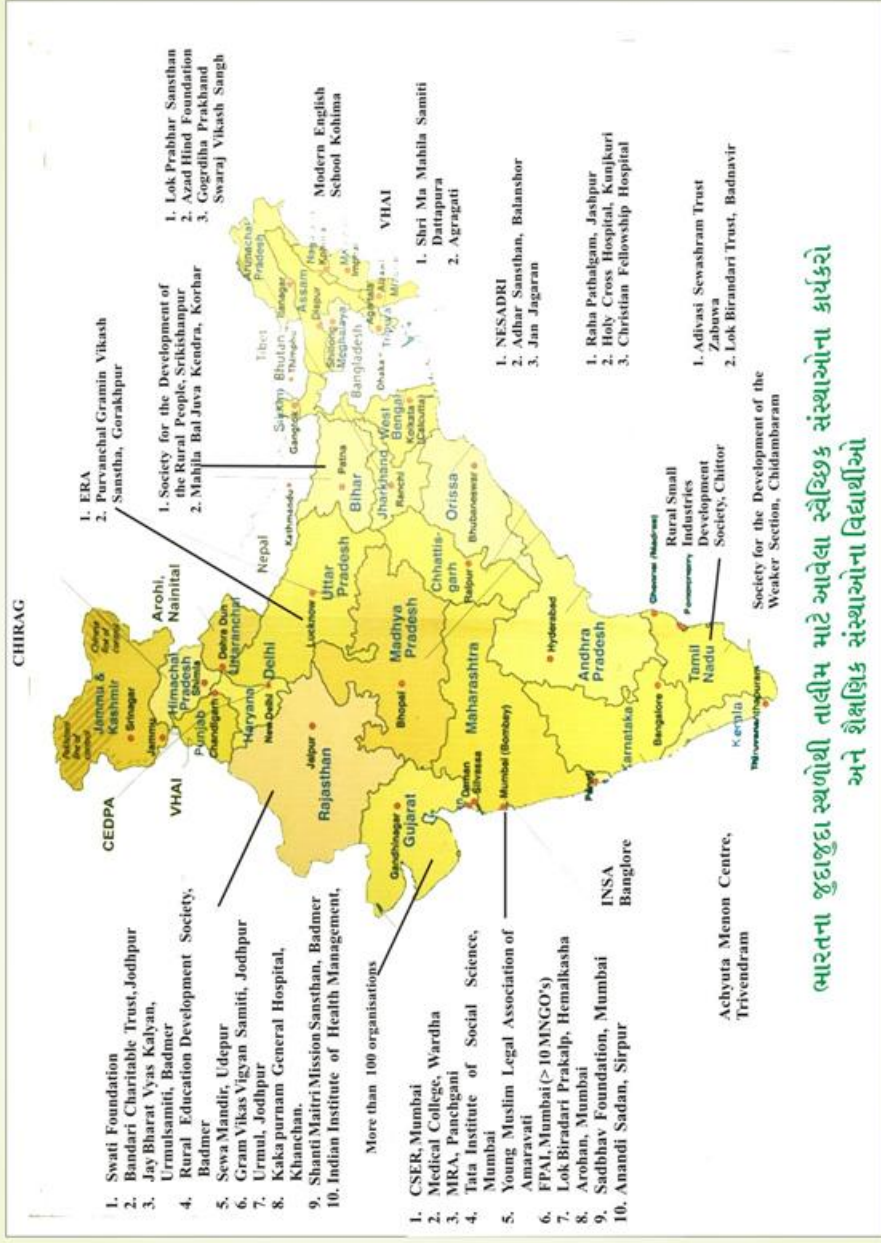 CHIRAG
CEDPA
VHAI
1. Swati Foundation
2. Bandari Charitable Trust, Jodhpur
3. Jay Bharat Vyas Kalyan,
Urmulsamiti, Badmer
4. Rural Education Development Society,
Badmer
5. Sewa Mandir, Udepur
6. Gram Vikas Vigyan Samiti, Jodhpur
7. Urmul, Jodhpur
8. Kakapurnam General Hospital,
Khanchan.
9. Shanti Maitri Mission Sansthan, Badmer
10. Indian Institute of Health Management,
More than 100 organisations
1. CSER, Mumbai
2. Medical College, Wardha
3. MRA, Panchgani
4. Tata Institute of Social Science,
Mumbai
5. Young Muslim Legal Association of
Amaravati
6. FPAI, Mumbai(> 10 MNGO's)
7. Lok Biradari Prakalp, Hemalkasha
8. Arohan, Mumbai
9. Sadbhav Foundation, Mumbai
10. Anandi Sadan, Sirpur
INSA
Banglore
Achyuta Menon Centre,
Trivendram
Jammu &
Kashmir
Srinagar
Jammu
Himachal
Pradesh
Shimla
Punjab
Chandigarh
Dehra Dun
Uttaranchal
Haryana
Delhi
New Delhi
Rajasthan
Jaipur
Uttar
Pradesh
Lucknow
Nepal
Kathmandu
Gandhinagar
Gujarat
Daman
Silvassa
Madhya
Pradesh
Bhopal
Maharashtra
Mumbai (Bombay)
Chhattis-
garh
Raipur
Bihar
Patna
Jharkhand
Ranchi
West
Bengal
Kolkata
(Calcutta)
Orissa
Bhubaneswar
Andhra
Pradesh
Hyderabad
Karnataka
Bangalore
Tamil
Nadu
Chennai (Madras)
Kerala
Thiruvananthapuram
Tibet
Bhutan
Thimphu
Gangtok
Arunachal
Pradesh
Itanagar
Assam
Dispur
Shillong
Meghalaya
Bangladesh
Dhaka
Agartala
Tripura
Arohi,
Nainital
1. ERA
2. Purvanchal Gramin Vikash
Sanstha, Gorakhpur
1. Society for the Development of
the Rural People, Srikishanpur
2. Mahila Bal Juva Kendra, Korhar
1. Lok Prabhar Sansthan
2. Azad Hind Foundation
3. Gogrdiha Prakhand
Swaraj Vikash Sangh
Modern English
School Kohima
VHAI
1. Shri Ma Mahila Samiti
Dattapura
2. Agragati
1. NESADRI
2. Adhar Sansthan, Balanshor
3. Jan Jagaran
1. Raha Pathalgam, Jashpur
2. Holy Cross Hospital, Kunjkuri
3. Christian Fellowship Hospital
1. Adivasi Sewashram Trust
Zabuwa
2. Lok Birandari Trust, Badnavir
Rural Small
Industries
Development
Society, Chittor
Society for the Development of the
Weaker Section, Chidambaram
ભારતના જુદાજુદા સ્થળોથી તાલીમ માટે આવેલા સ્વૈચ્છિક સંસ્થાઓના કાર્યકરો
અને શૈક્ષણિક સંસ્થાઓના વિદ્યાર્થીઓ